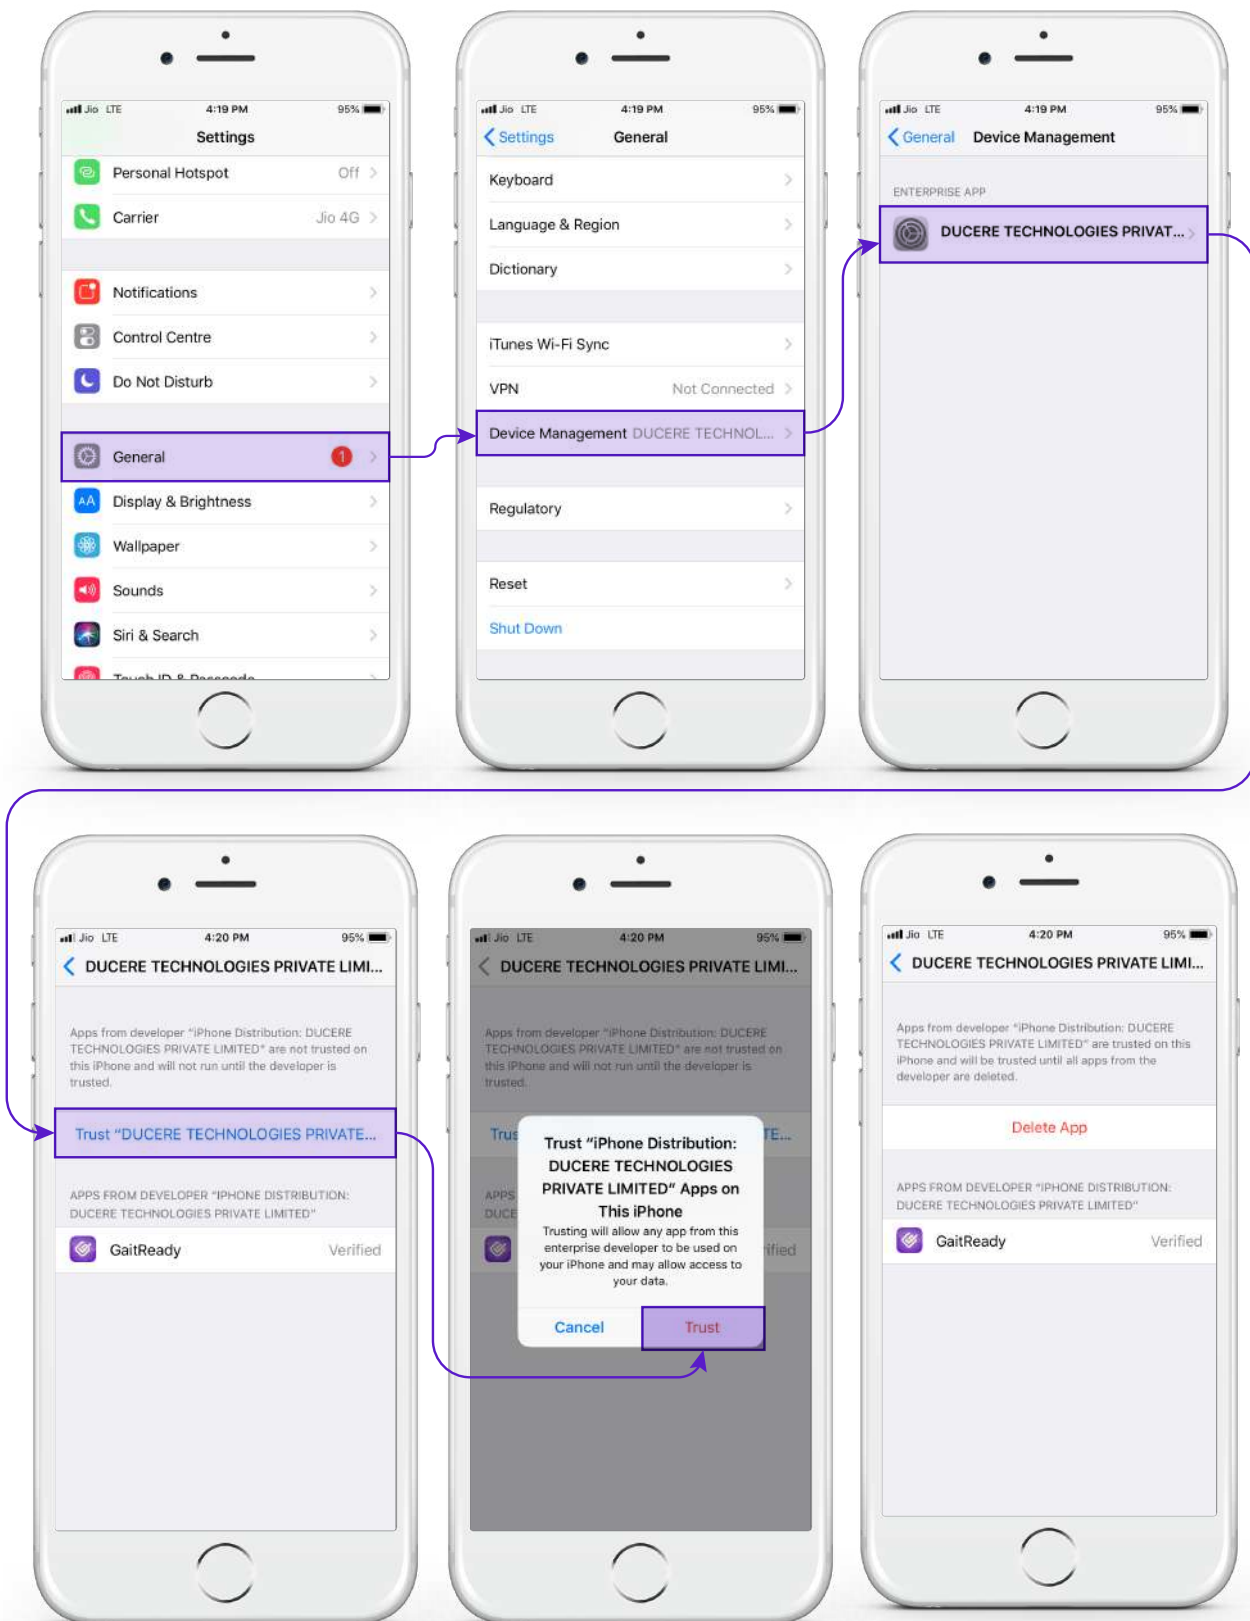 Jio LTE 4:19 PM 95%
Settings
Personal Hotspot Off
Carrier Jio 4G
Notifications
Control Centre
Do Not Disturb
General 1
AA Display & Brightness
Wallpaper
Sounds
Siri & Search
Touch ID & Passcode
Jio LTE 4:19 PM 95%
Settings General
Keyboard
Language & Region
Dictionary
iTunes Wi-Fi Sync
VPN Not Connected
Device Management DUCERE TECHNOL...
Regulatory
Reset
Shut Down
Jio LTE 4:19 PM 95%
General Device Management
ENTERPRISE APP
DUCERE TECHNOLOGIES PRIVAT...
Jio LTE 4:20 PM 95%
DUCERE TECHNOLOGIES PRIVATE LIMI...
Apps from developer "iPhone Distribution: DUCERE
TECHNOLOGIES PRIVATE LIMITED" are not trusted on
this iPhone and will not run until the developer is
trusted.
Trust "DUCERE TECHNOLOGIES PRIVATE...
APPS FROM DEVELOPER "IPHONE DISTRIBUTION:
DUCERE TECHNOLOGIES PRIVATE LIMITED"
GaitReady Verified
Jio LTE 4:20 PM 95%
DUCERE TECHNOLOGIES PRIVATE LIMI...
Apps from developer "iPhone Distribution: DUCERE
TECHNOLOGIES PRIVATE LIMITED" are not trusted on
this iPhone and will not run until the developer is
trusted.
Trus TE...
Trust "iPhone Distribution:
DUCERE TECHNOLOGIES
PRIVATE LIMITED" Apps on
This iPhone
Trusting will allow any app from this
enterprise developer to be used on
your iPhone and may allow access to
your data.
APPS
DUCE
ified
Cancel Trust
Jio LTE 4:20 PM 95%
DUCERE TECHNOLOGIES PRIVATE LIMI...
Apps from developer "iPhone Distribution: DUCERE
TECHNOLOGIES PRIVATE LIMITED" are trusted on this
iPhone and will be trusted until all apps from the
developer are deleted.
Delete App
APPS FROM DEVELOPER "IPHONE DISTRIBUTION:
DUCERE TECHNOLOGIES PRIVATE LIMITED"
GaitReady Verified